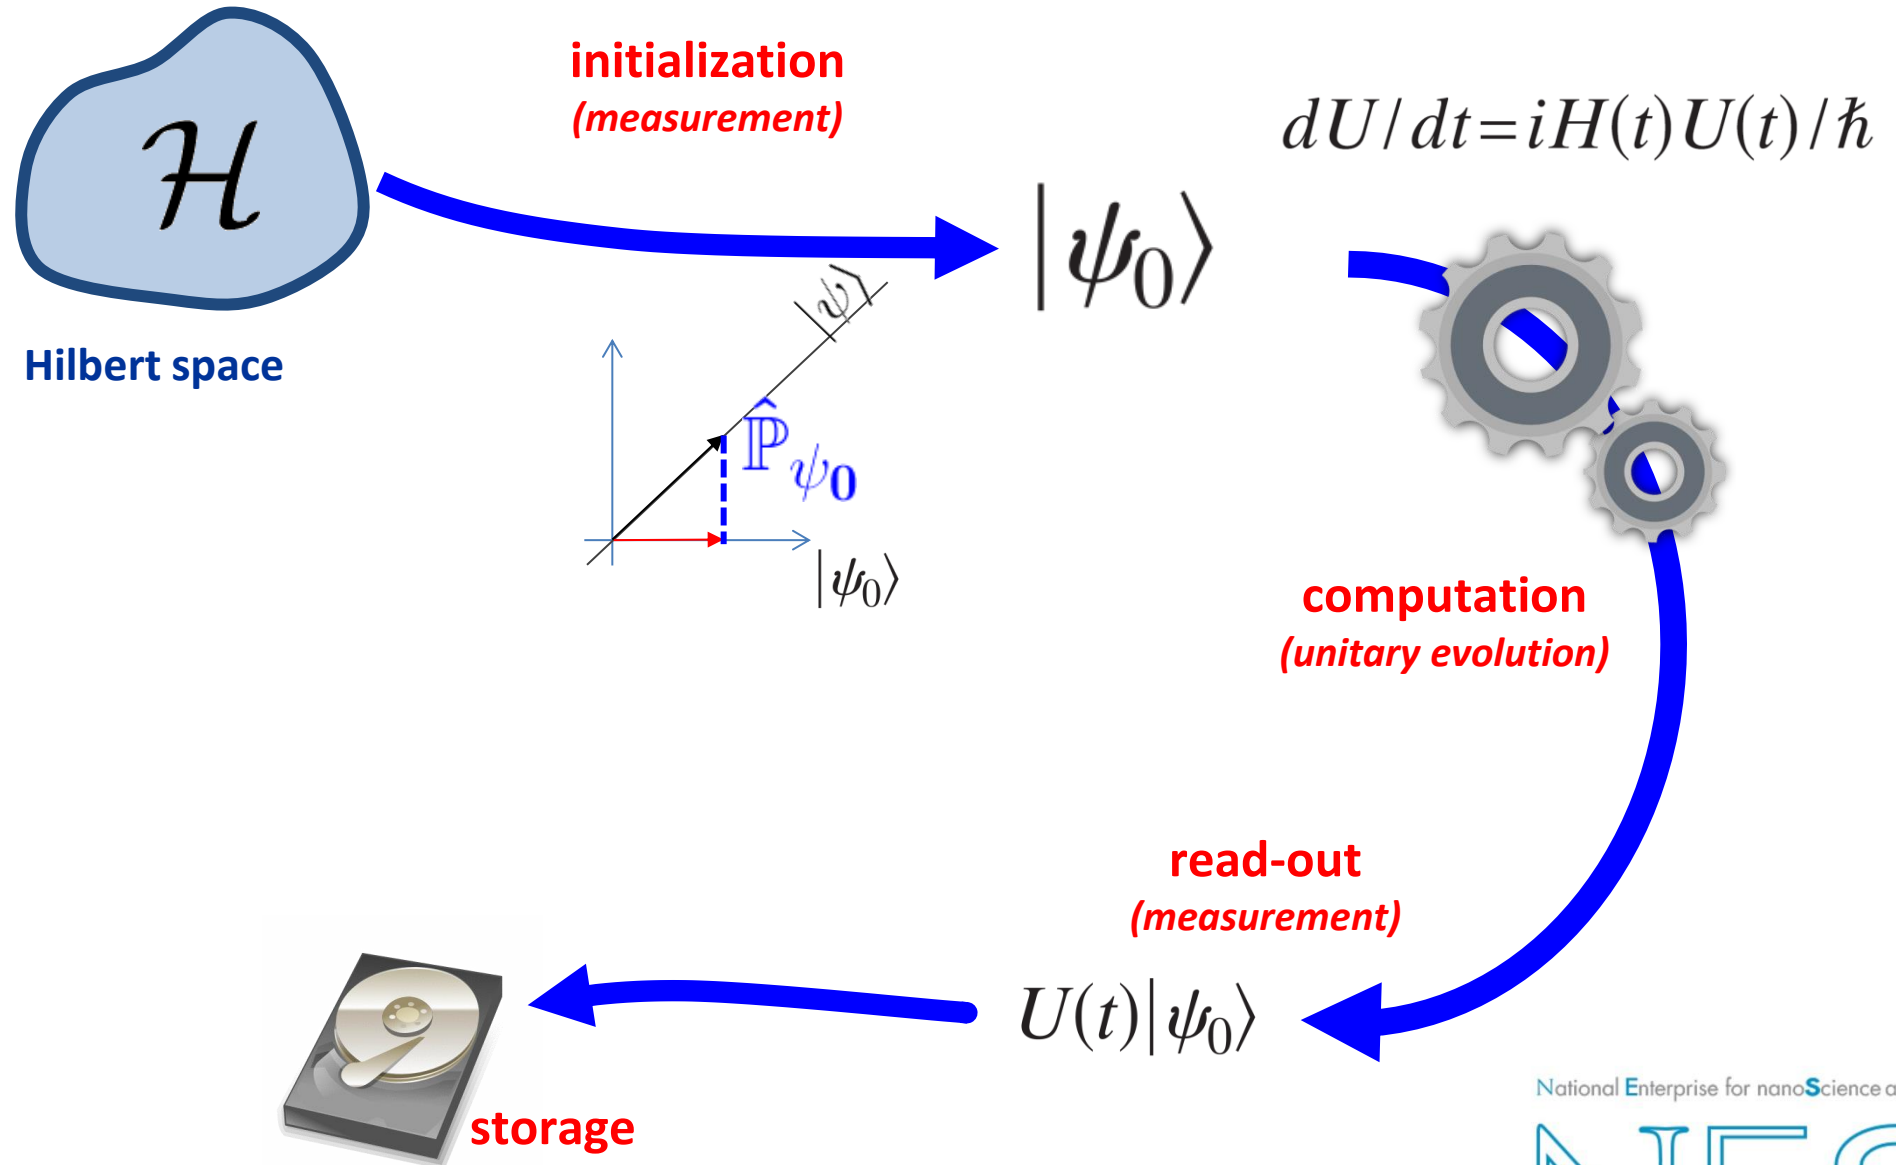 initialization
(measurement)
dU/dt=iH(t)U(t)/ħ
ℋ
|ψ₀⟩
Hilbert space
|ψ⟩
ℙ̂_ψ₀
|ψ₀⟩
computation
(unitary evolution)
read-out
(measurement)
U(t)|ψ₀⟩
storage
National Enterprise for nanoScience a